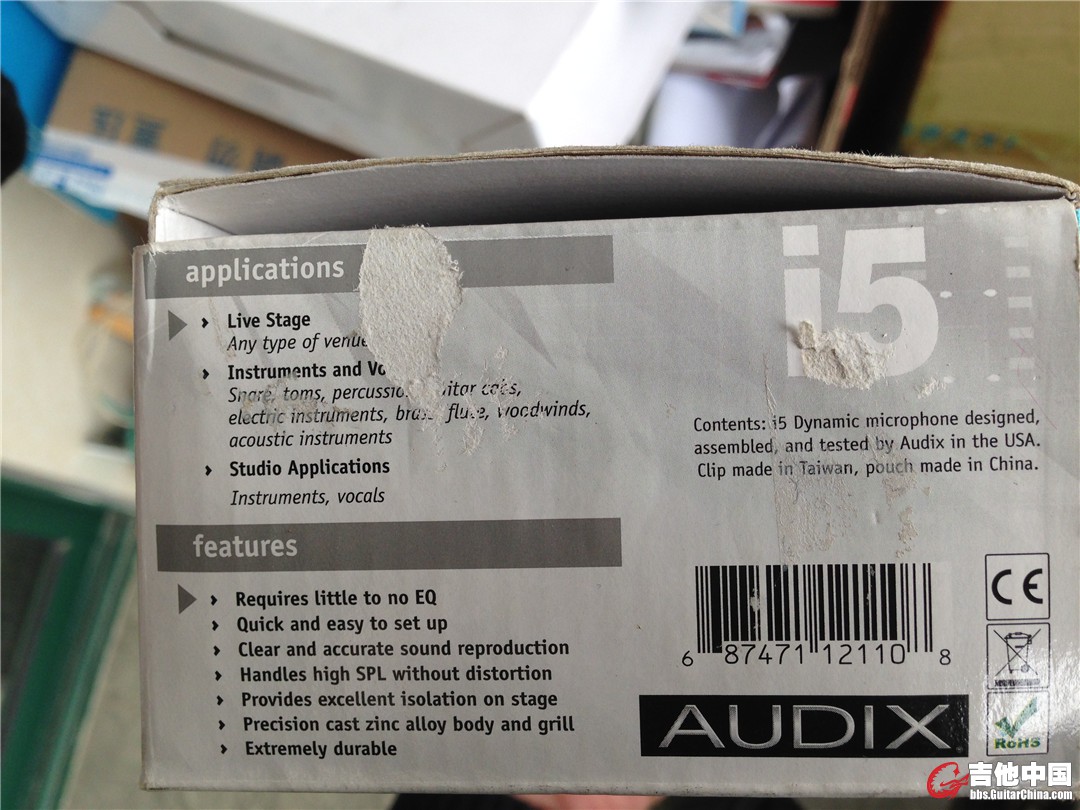 applications
Live Stage
Any type of venue
Instruments and
Snare, toms, percussion, guitar cabs,
electric instruments, brass, flute, woodwinds,
acoustic instruments
Studio Applications
Instruments, vocals
features
Requires little to no EQ
Quick and easy to set up
Clear and accurate sound reproduction
Handles high SPL without distortion
Provides excellent isolation on stage
Precision cast zinc alloy body and grill
Extremely durable
i5
Contents: i5 Dynamic microphone designed,
assembled, and tested by Audix in the USA.
Clip made in Taiwan, pouch made in China.
6 87471 12110 8
CE
AUDIX
RoHS
吉他中国
bbs.GuitarChina.com